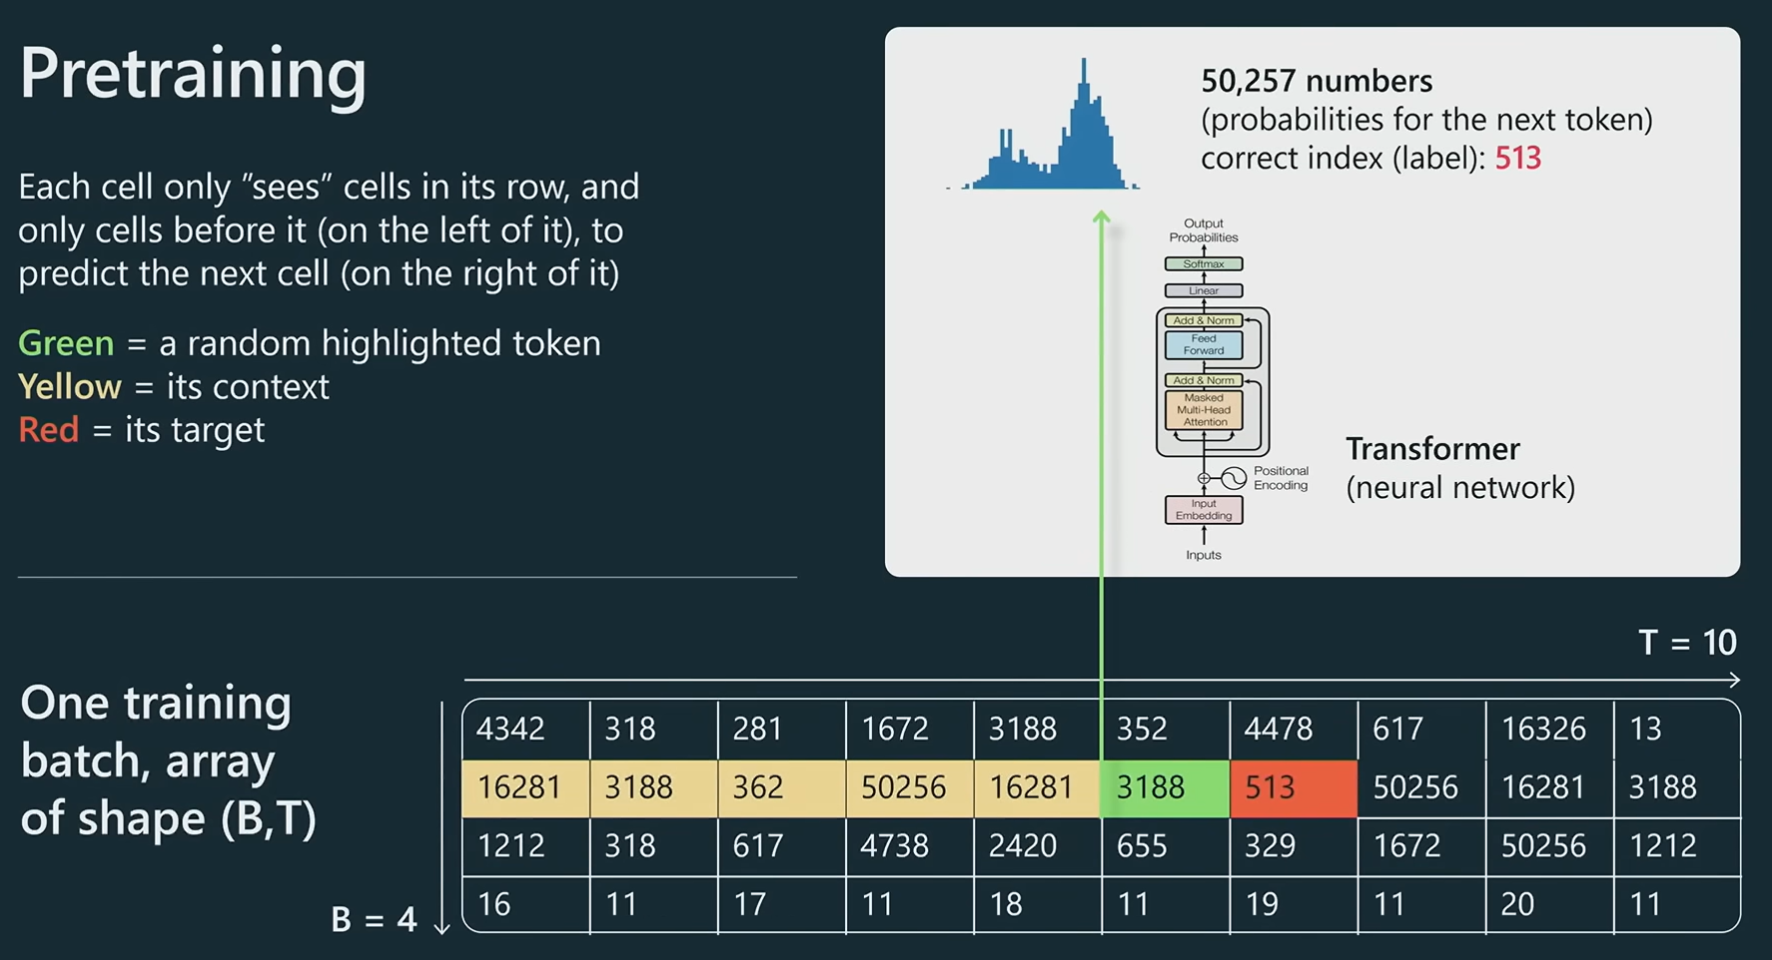 Pretraining
Each cell only ”sees” cells in its row, and
only cells before it (on the left of it), to
predict the next cell (on the right of it)
Green = a random highlighted token
Yellow = its context
Red = its target
50,257 numbers
(probabilities for the next token)
correct index (label): 513
Output
Probabilities
Softmax
Linear
Add & Norm
Feed
Forward
Add & Norm
Masked
Multi-Head
Attention
Positional
Encoding
Input
Embedding
Inputs
Transformer
(neural network)
T = 10
One training
batch, array
of shape (B,T)
B = 4
4342 318 281 1672 3188 352 4478 617 16326 13
16281 3188 362 50256 16281 3188 513 50256 16281 3188
1212 318 617 4738 2420 655 329 1672 50256 1212
16 11 17 11 18 11 19 11 20 11